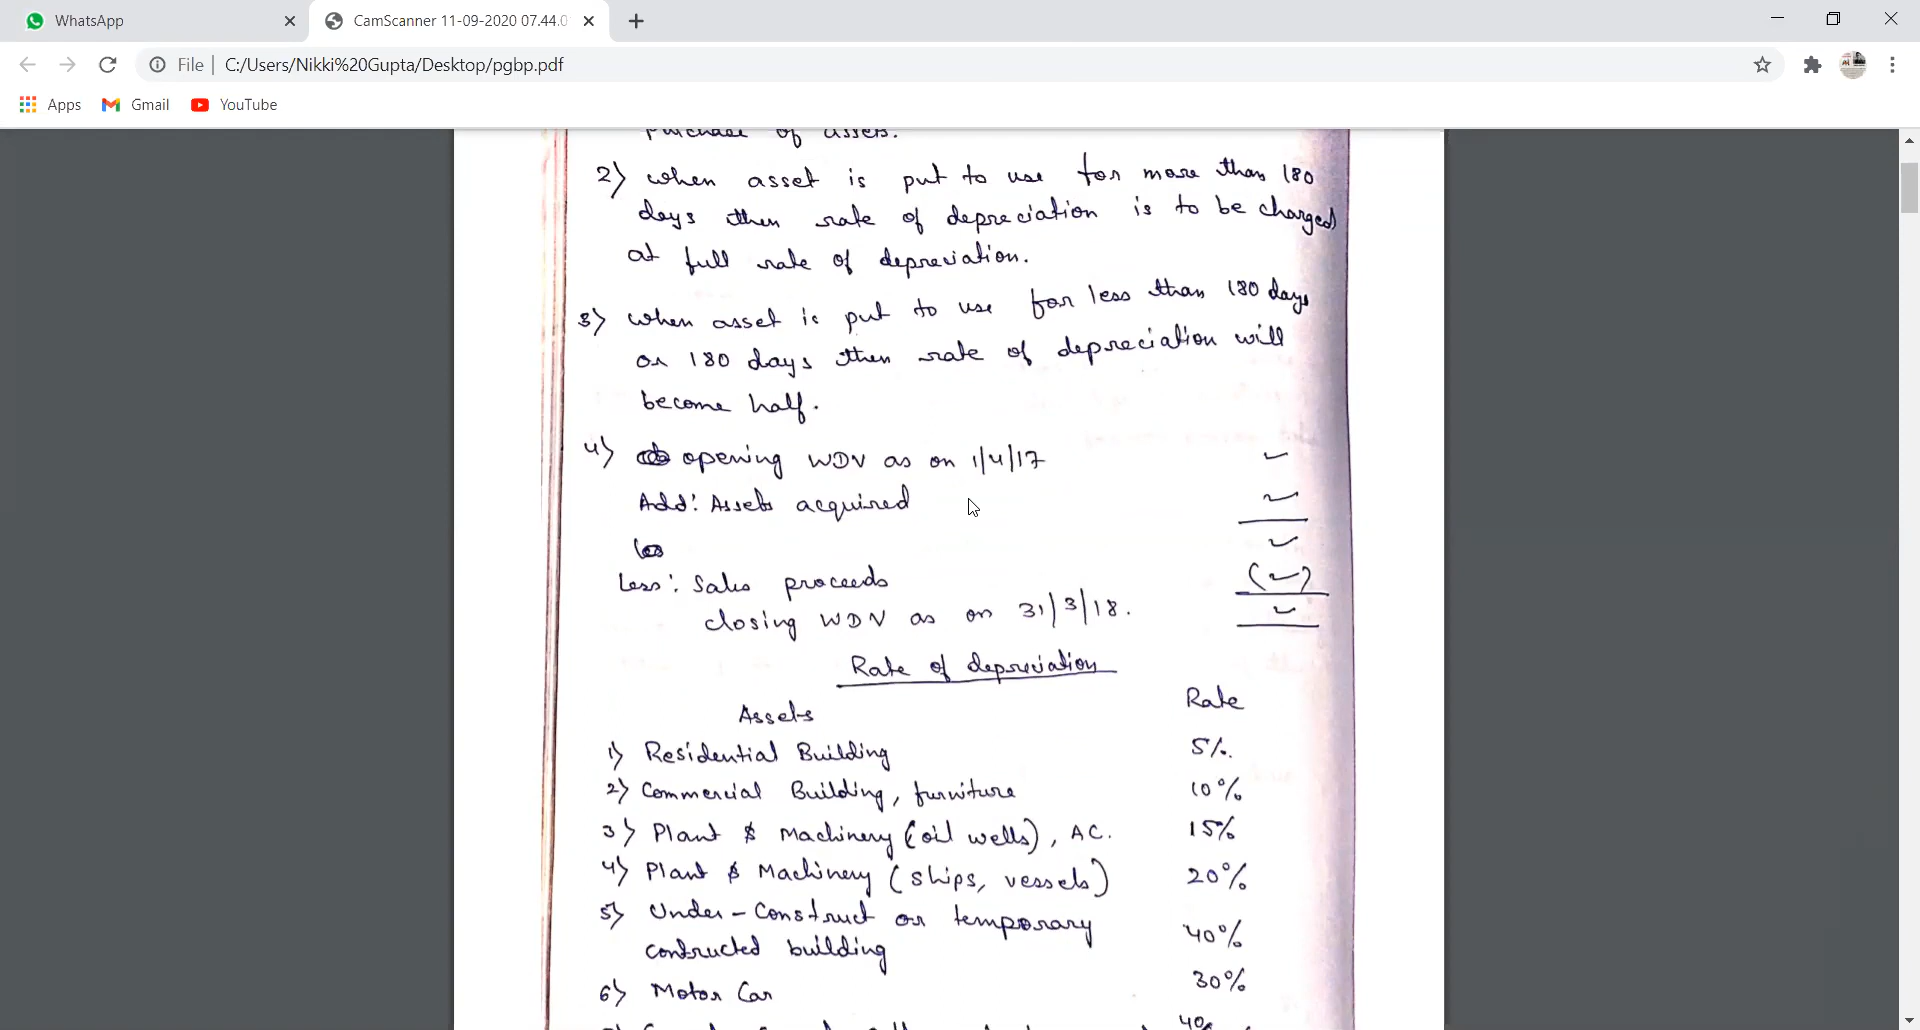 WhatsApp
CamScanner 11-09-2020 07.44.0
File | C:/Users/Nikki%20Gupta/Desktop/pgbp.pdf
Apps Gmail YouTube
purchase of assets.
2) when asset is put to use for more than 180
days then rate of depreciation is to be charged
at full rate of depreviation.
3) when asset is put to use for less than 180 days
or 180 days then rate of depreciation will
become half.
4) opening WDV as on 1/4/17
Add: Assets acquired
Less: Sales proceeds
closing WDV as on 31/3/18.
Rate of depreviation
Assets Rate
1) Residential Building 5%.
2) Commercial Building, furniture 10%
3) Plant & Machinery (oil wells), AC. 15%
4) Plant & Machinery (ships, vessels) 20%
5) Under-Construct or temporary
contructed building 40%
6) Motor Car 30%